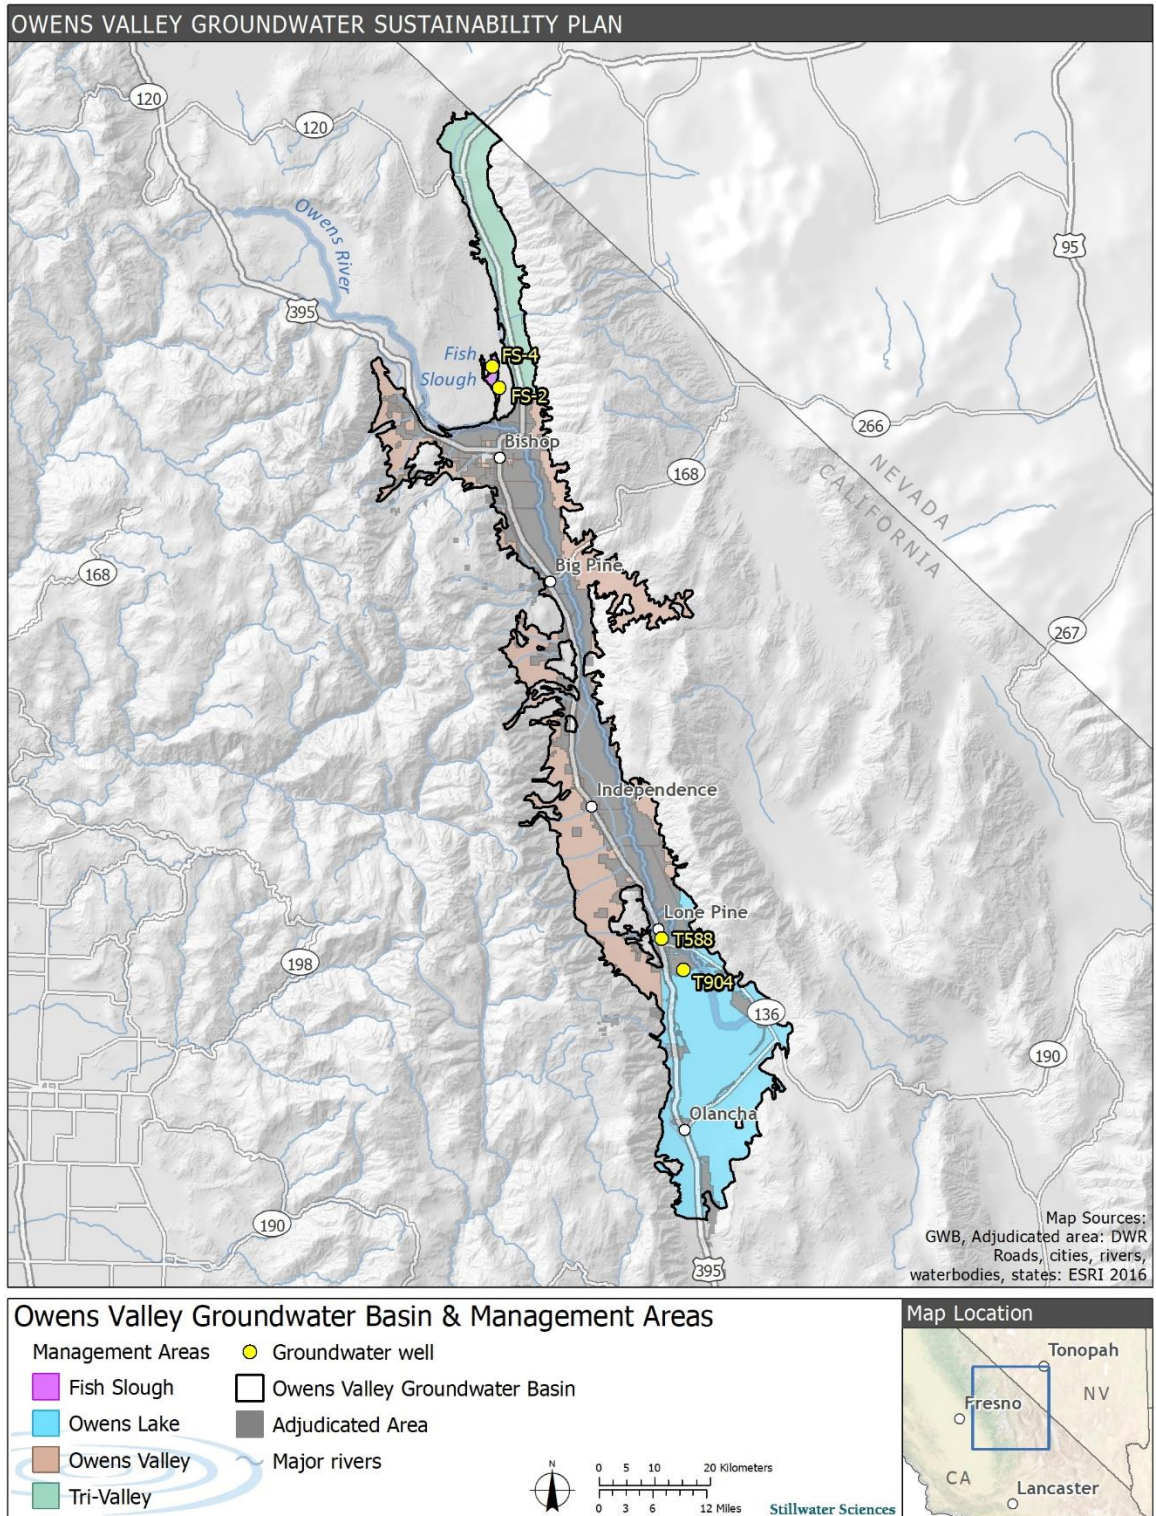 OWENS VALLEY GROUNDWATER SUSTAINABILITY PLAN
120
120
Owens
River
95
395
Fish
Slough
FS-4
FS-2
266
Bishop
NEVADA
CALIFORNIA
168
Big Pine
168
267
Independence
Lone Pine
T588
198
T904
136
190
Olancha
190
395
Map Sources:
GWB, Adjudicated area: DWR
Roads, cities, rivers,
waterbodies, states: ESRI 2016
Owens Valley Groundwater Basin & Management Areas
Management Areas
Fish Slough
Owens Lake
Owens Valley
Tri-Valley
Groundwater well
Owens Valley Groundwater Basin
Adjudicated Area
Major rivers
N
0 5 10 20 Kilometers
0 3 6 12 Miles
Stillwater Sciences
Map Location
Tonopah
NV
Fresno
CA
Lancaster